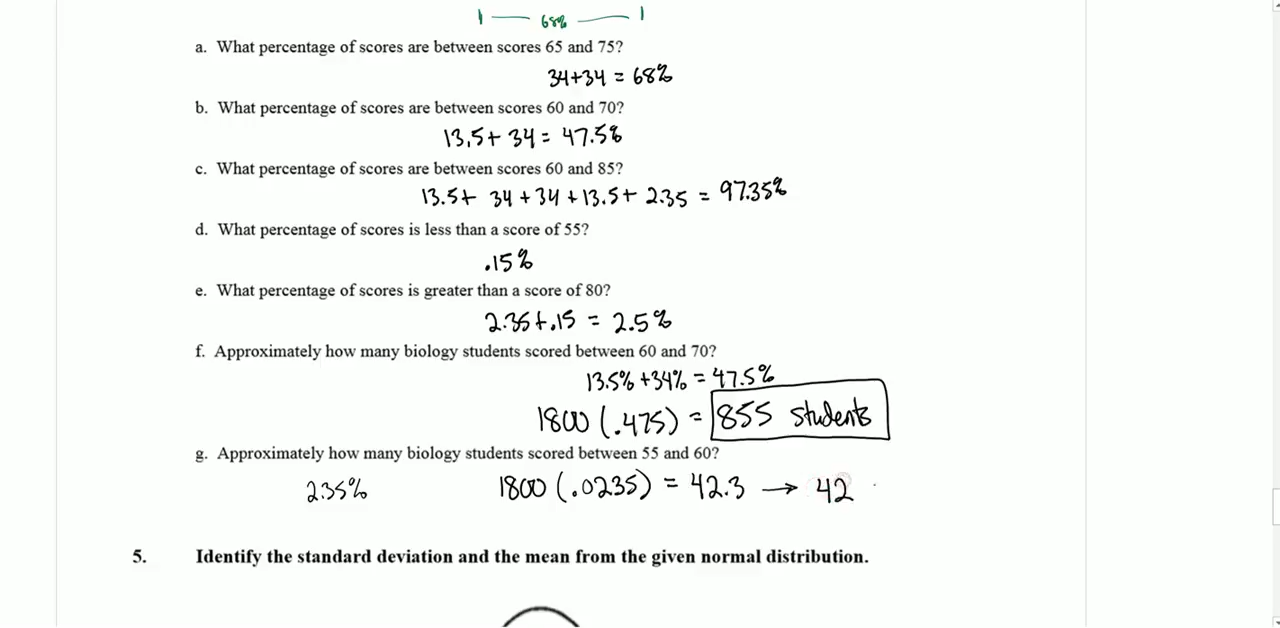 68%
a. What percentage of scores are between scores 65 and 75?
34+34 = 68%
b. What percentage of scores are between scores 60 and 70?
13.5+ 34 = 47.5%
c. What percentage of scores are between scores 60 and 85?
13.5+ 34 + 34 + 13.5+ 2.35 = 97.35%
d. What percentage of scores is less than a score of 55?
.15%
e. What percentage of scores is greater than a score of 80?
2.35+.15 = 2.5%
f. Approximately how many biology students scored between 60 and 70?
13.5% +34% = 47.5%
1800 (.475) = 855 students
g. Approximately how many biology students scored between 55 and 60?
2.35% 1800 (.0235) = 42.3 → 42
5. Identify the standard deviation and the mean from the given normal distribution.